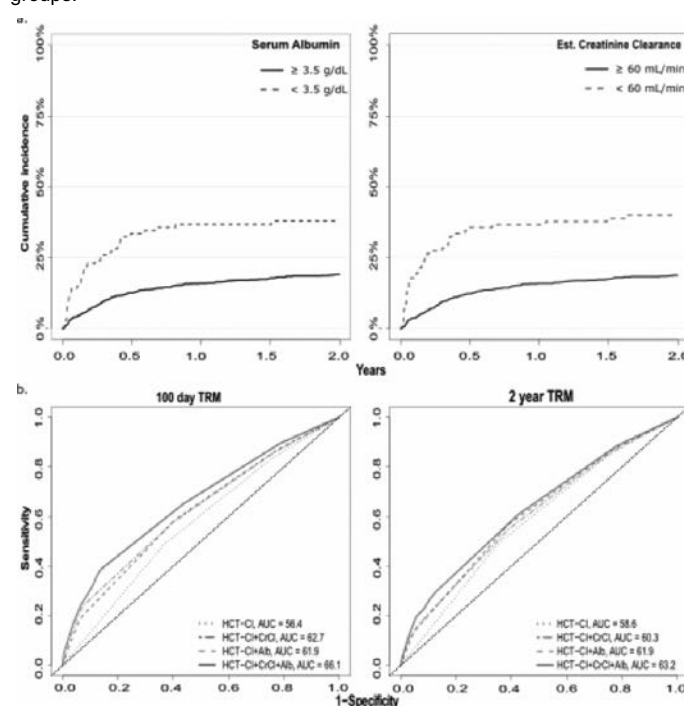 groups.
a.
Serum Albumin
≥ 3.5 g/dL
< 3.5 g/dL
Est. Creatinine Clearance
≥ 60 mL/min
< 60 mL/min
Cumulative incidence
100%
75%
50%
25%
0%
0.0 0.5 1.0 1.5 2.0
0.0 0.5 1.0 1.5 2.0
100%
75%
50%
25%
0%
Years
b.
100 day TRM
2 year TRM
Sensitivity
1.0
0.8
0.6
0.4
0.2
0.0
HCT-CI, AUC = 56.4
HCT-CI+CrCl, AUC = 62.7
HCT-CI+Alb, AUC = 61.9
HCT-CI+CrCl+Alb, AUC = 66.1
0.0 0.2 0.4 0.6 0.8 1.0
1.0
0.8
0.6
0.4
0.2
0.0
HCT-CI, AUC = 58.6
HCT-CI+CrCl, AUC = 60.3
HCT-CI+Alb, AUC = 61.9
HCT-CI+CrCl+Alb, AUC = 63.2
0.0 0.2 0.4 0.6 0.8 1.0
1-Specificity